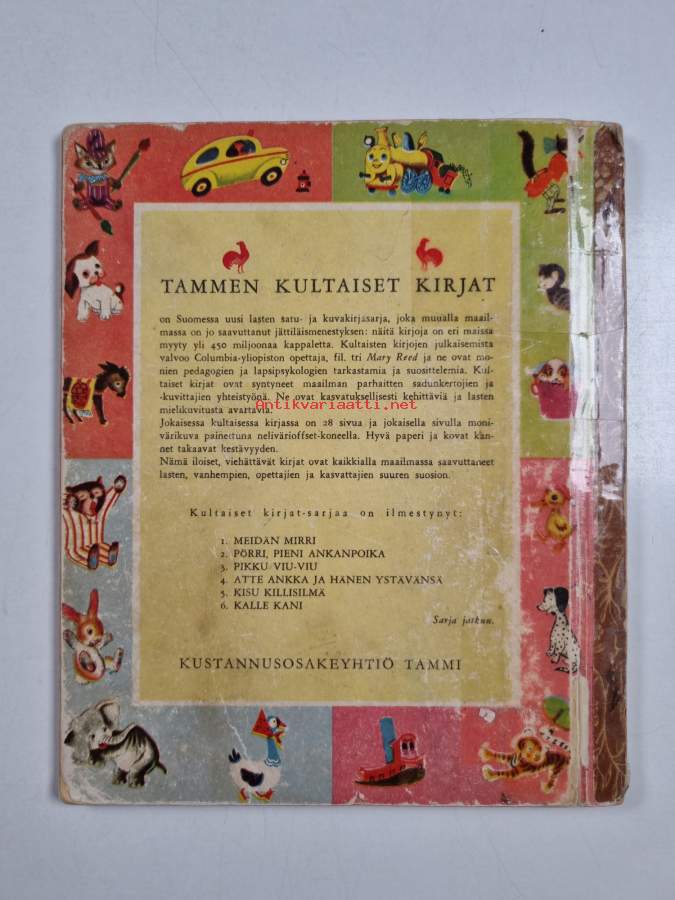 TAMMEN KULTAISET KIRJAT
on Suomessa uusi lasten satu- ja kuvakirjasarja, joka muualla maail-
massa on jo saavuttanut jättiläismenestyksen: näitä kirjoja on eri maissa
myyty yli 450 miljoonaa kappaletta. Kultaisten kirjojen julkaisemista
valvoo Columbia-yliopiston opettaja, fil. tri Mary Reed ja ne ovat mo-
nien pedagogien ja lapsipsykologien tarkastamia ja suosittelemia. Kul-
taiset kirjat ovat syntyneet maailman parhaitten sadunkertojien ja
-kuvittajien yhteistyönä. Ne ovat kasvatuksellisesti kehittäviä ja lasten
mielikuvitusta avartavia.
Antikvariaatti.net
Jokaisessa kultaisessa kirjassa on 28 sivua ja jokaisella sivulla moni-
värikuva painettuna nelivärioffset-koneella. Hyvä paperi ja kovat kan-
net takaavat kestävyyden.
Nämä iloiset, viehättävät kirjat ovat kaikkialla maailmassa saavuttaneet
lasten, vanhempien, opettajien ja kasvattajien suuren suosion.
Kultaiset kirjat-sarjaa on ilmestynyt:
1. MEIDÄN MIRRI
2. PÖRRI, PIENI ANKANPOIKA
3. PIKKU VIU-VIU
4. ATTE ANKKA JA HÄNEN YSTÄVÄNSÄ
5. KISU KILLISILMÄ
6. KALLE KANI
Sarja jatkuu.
KUSTANNUSOSAKEYHTIÖ TAMMI